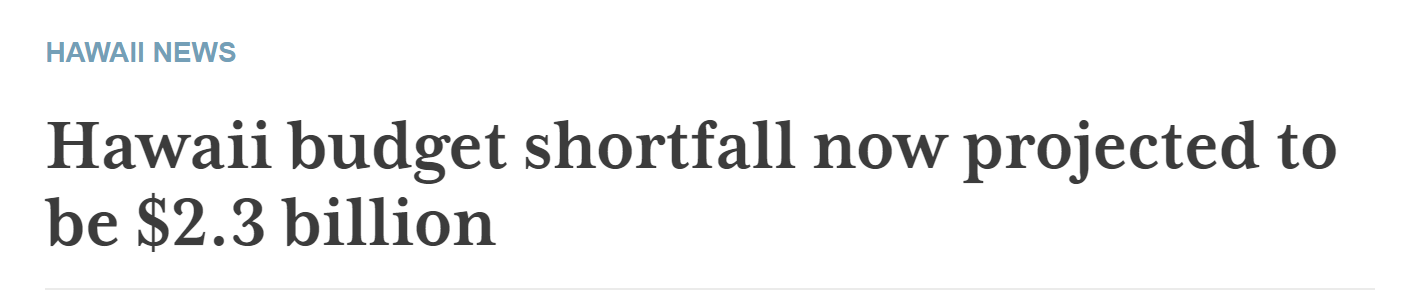 HAWAII NEWS
Hawaii budget shortfall now projected to
be $2.3 billion